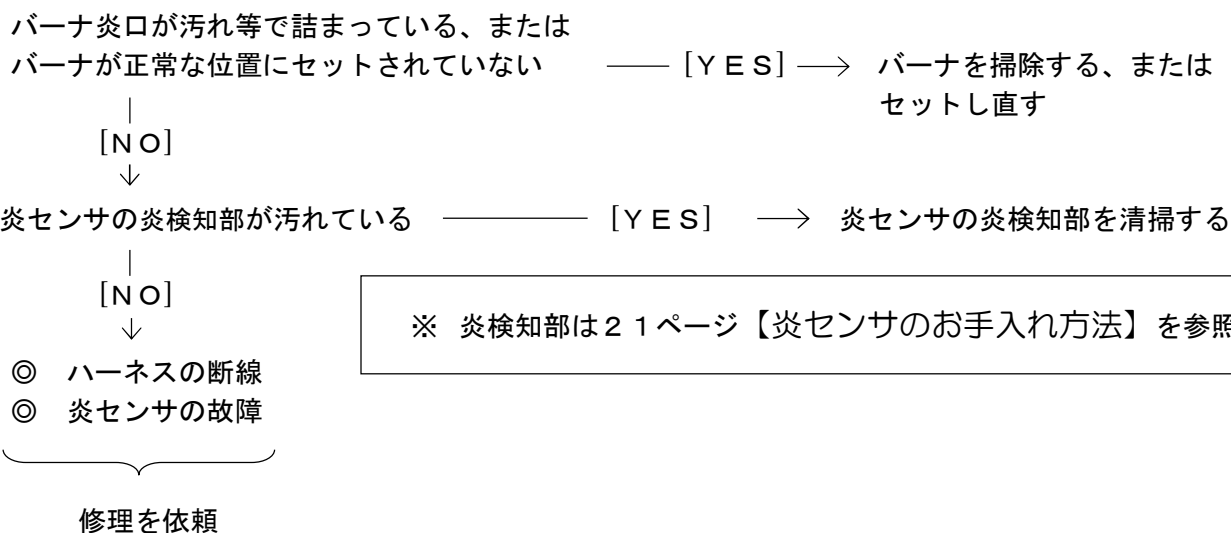 バーナ炎口が汚れ等で詰まっている、または
バーナが正常な位置にセットされていない
[ＹＥＳ]
バーナを掃除する、または
セットし直す
[ＮＯ]
炎センサの炎検知部が汚れている
[ＹＥＳ]
炎センサの炎検知部を清掃する
[ＮＯ]
※ 炎検知部は２１ページ【炎センサのお手入れ方法】を参照
◎ ハーネスの断線
◎ 炎センサの故障
修理を依頼